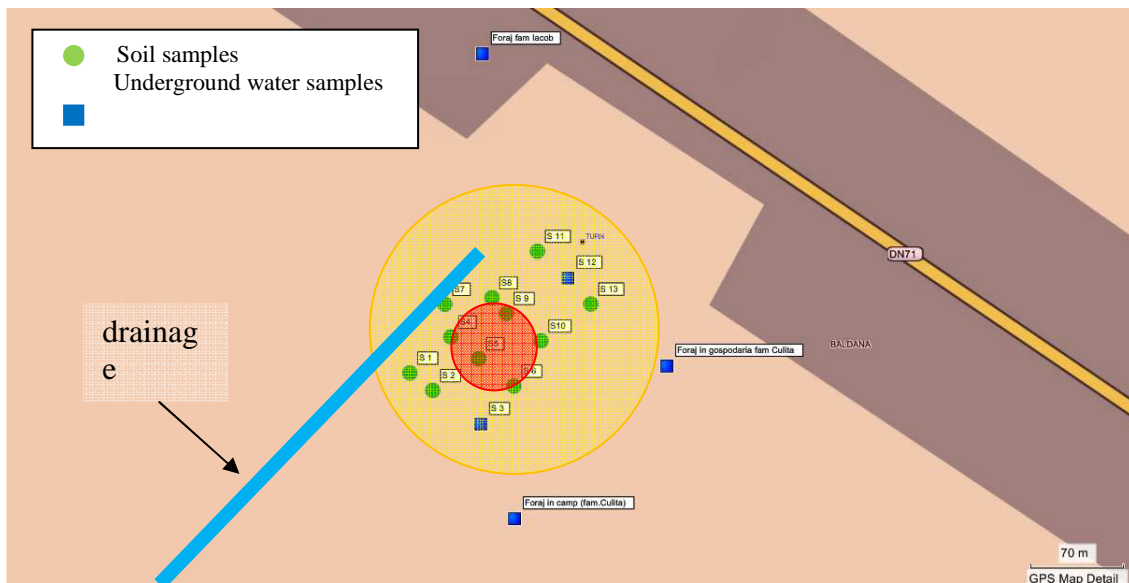 Foraj fam Iacob
Soil samples
Underground water samples
S 11
TURN
DN71
S 12
S7
S8
S 13
S 9
S10
drainag
e
S5
BALDANA
Foraj in gospodaria fam Culita
S 1
S 2
S 6
S 3
Foraj in camp (fam.Culita)
70 m
GPS Map Detail